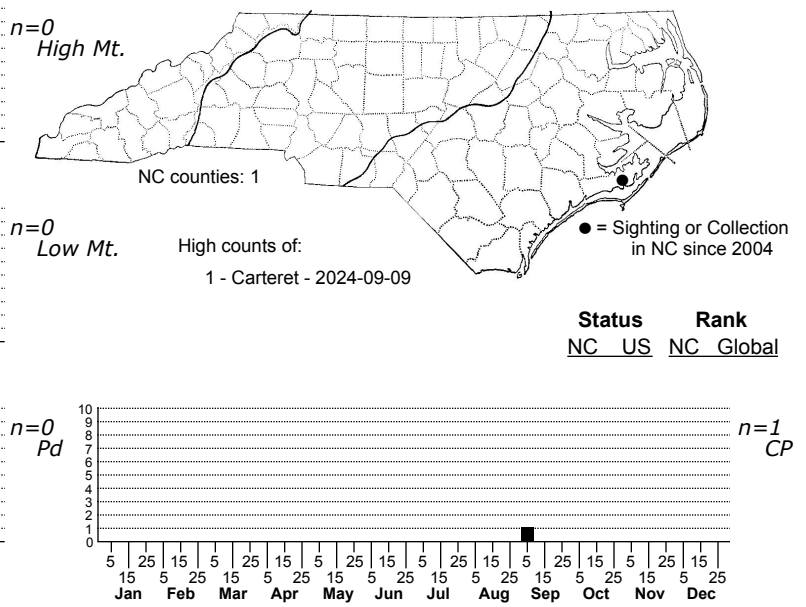 n=0
High Mt.
NC counties: 1
n=0
Low Mt.
High counts of:
1 - Carteret - 2024-09-09
● = Sighting or Collection
in NC since 2004
Status Rank
NC US NC Global
n=0
Pd
n=1
CP
10
9
8
7
6
5
4
3
2
1
0
5 25 15 5 25 15 5 25 15 5 25 15 5 25 15 5 25 15
15 5 25 15 5 25 15 5 25 15 5 25 15 5 25 15 5 25
Jan Feb Mar Apr May Jun Jul Aug Sep Oct Nov Dec